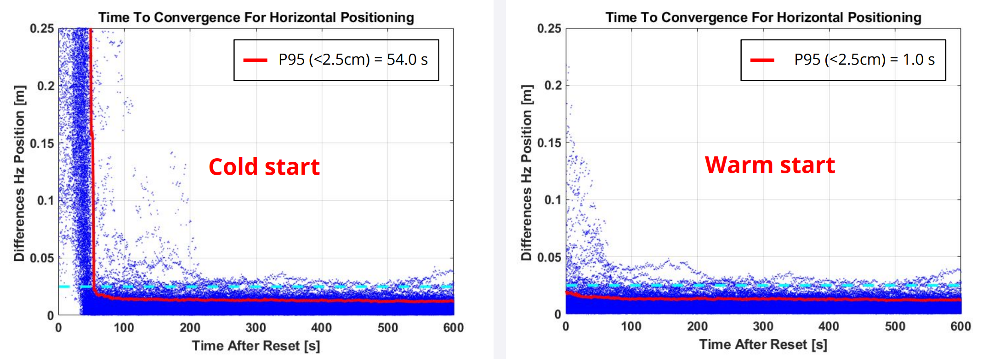 Time To Convergence For Horizontal Positioning
0.25
0.2
0.15
0.1
0.05
0
Differences Hz Position [m]
P95 (<2.5cm) = 54.0 s
Cold start
0 100 200 300 400 500 600
Time After Reset [s]
Time To Convergence For Horizontal Positioning
0.25
0.2
0.15
0.1
0.05
0
Differences Hz Position [m]
P95 (<2.5cm) = 1.0 s
Warm start
0 100 200 300 400 500 600
Time After Reset [s]